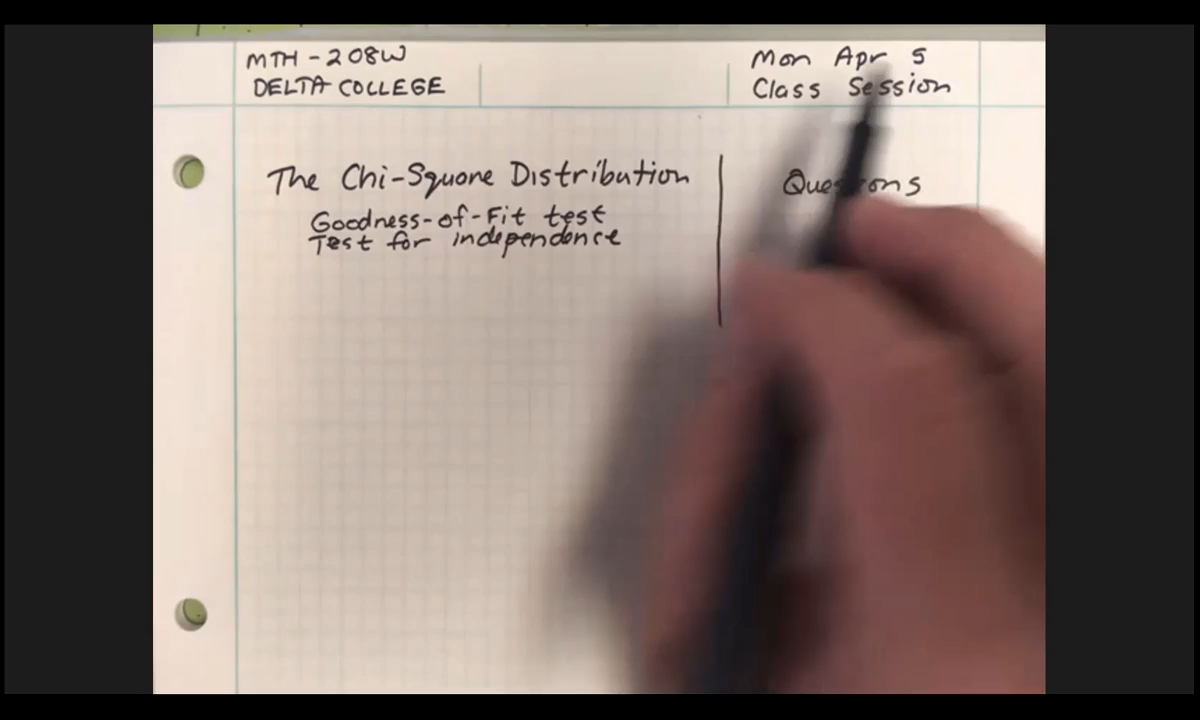 MTH-208W
DELTA COLLEGE
Mon Apr 5
Class Session
The Chi-Square Distribution
Goodness-of-Fit test
Test for independence
Questions